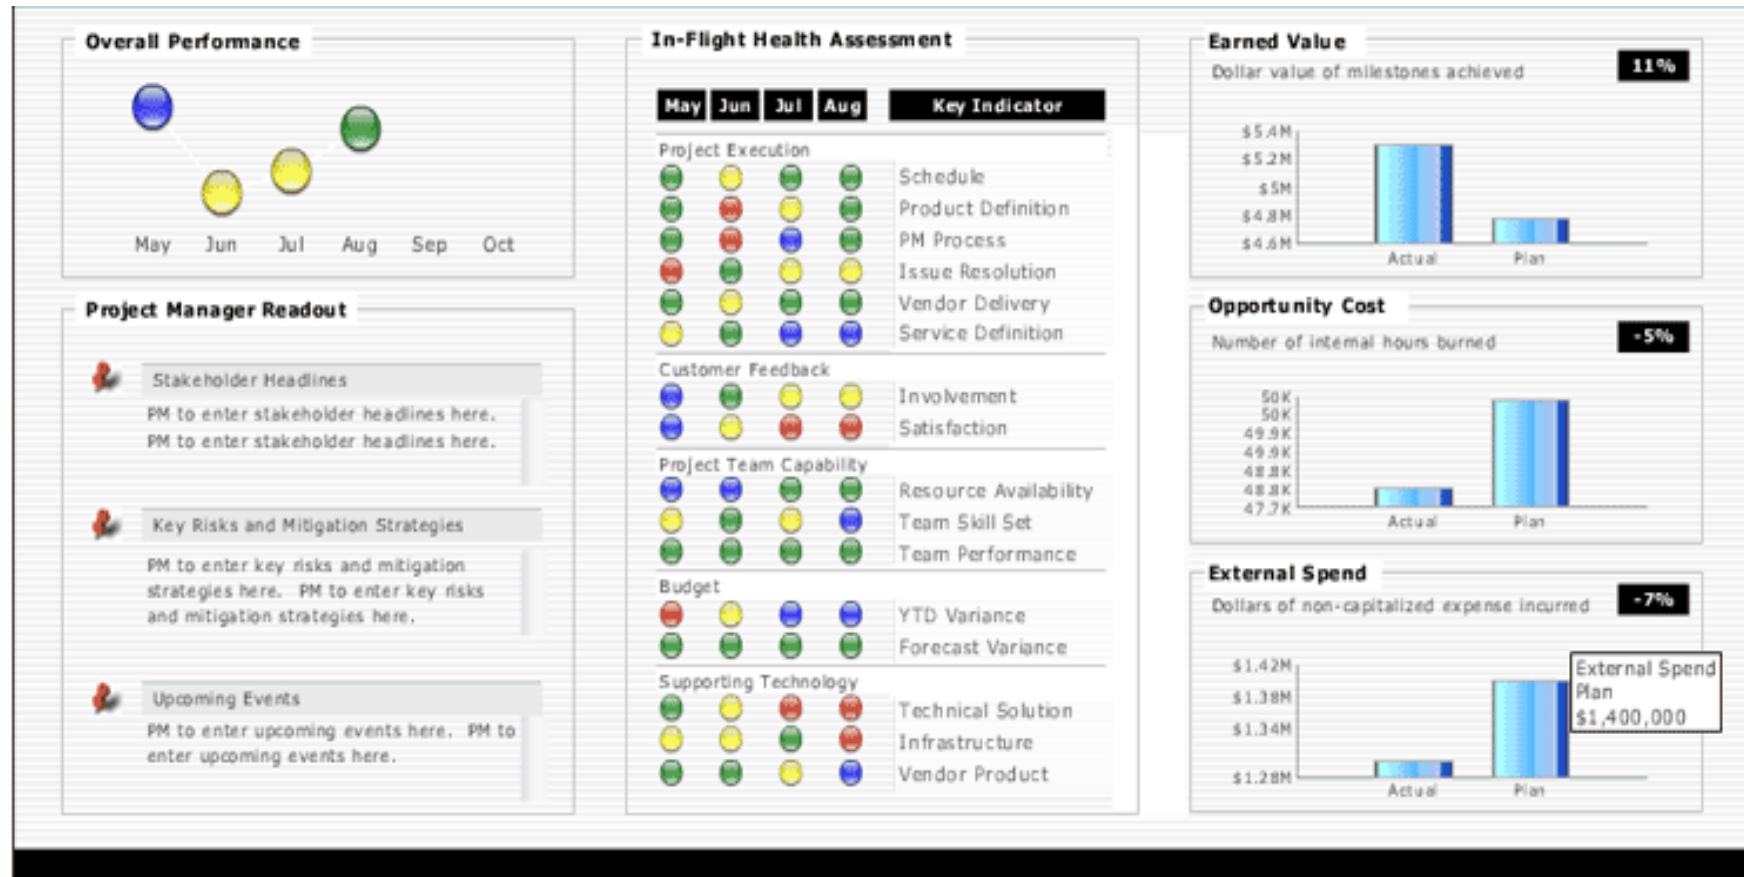 Overall Performance
May Jun Jul Aug Sep Oct
Project Manager Readout
Stakeholder Headlines
PM to enter stakeholder headlines here.
PM to enter stakeholder headlines here.
Key Risks and Mitigation Strategies
PM to enter key risks and mitigation
strategies here. PM to enter key risks
and mitigation strategies here.
Upcoming Events
PM to enter upcoming events here. PM to
enter upcoming events here.
In-Flight Health Assessment
May Jun Jul Aug Key Indicator
Project Execution
Schedule
Product Definition
PM Process
Issue Resolution
Vendor Delivery
Service Definition
Customer Feedback
Involvement
Satisfaction
Project Team Capability
Resource Availability
Team Skill Set
Team Performance
Budget
YTD Variance
Forecast Variance
Supporting Technology
Technical Solution
Infrastructure
Vendor Product
Earned Value
Dollar value of milestones achieved
11%
$5.4M
$5.2M
$5M
$4.8M
$4.6M
Actual Plan
Opportunity Cost
Number of internal hours burned
-5%
50K
50K
49.9K
49.9K
48.8K
48.8K
47.7K
Actual Plan
External Spend
Dollars of non-capitalized expense incurred
-7%
$1.42M
$1.38M
$1.34M
$1.28M
Actual Plan
External Spend
Plan
$1,400,000